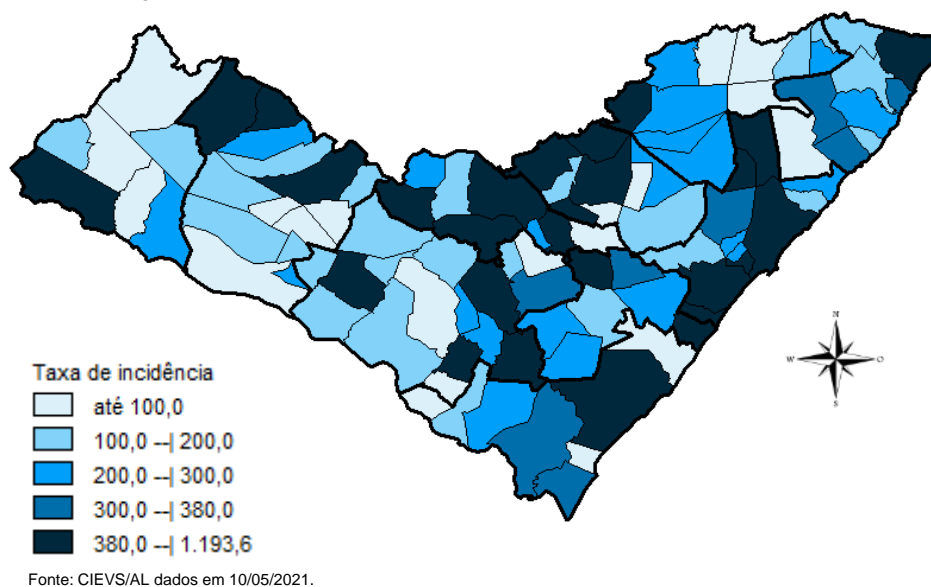 Taxa de incidência
até 100,0
100,0 --| 200,0
200,0 --| 300,0
300,0 --| 380,0
380,0 --| 1.193,6
N
W O
S
Fonte: CIEVS/AL dados em 10/05/2021.